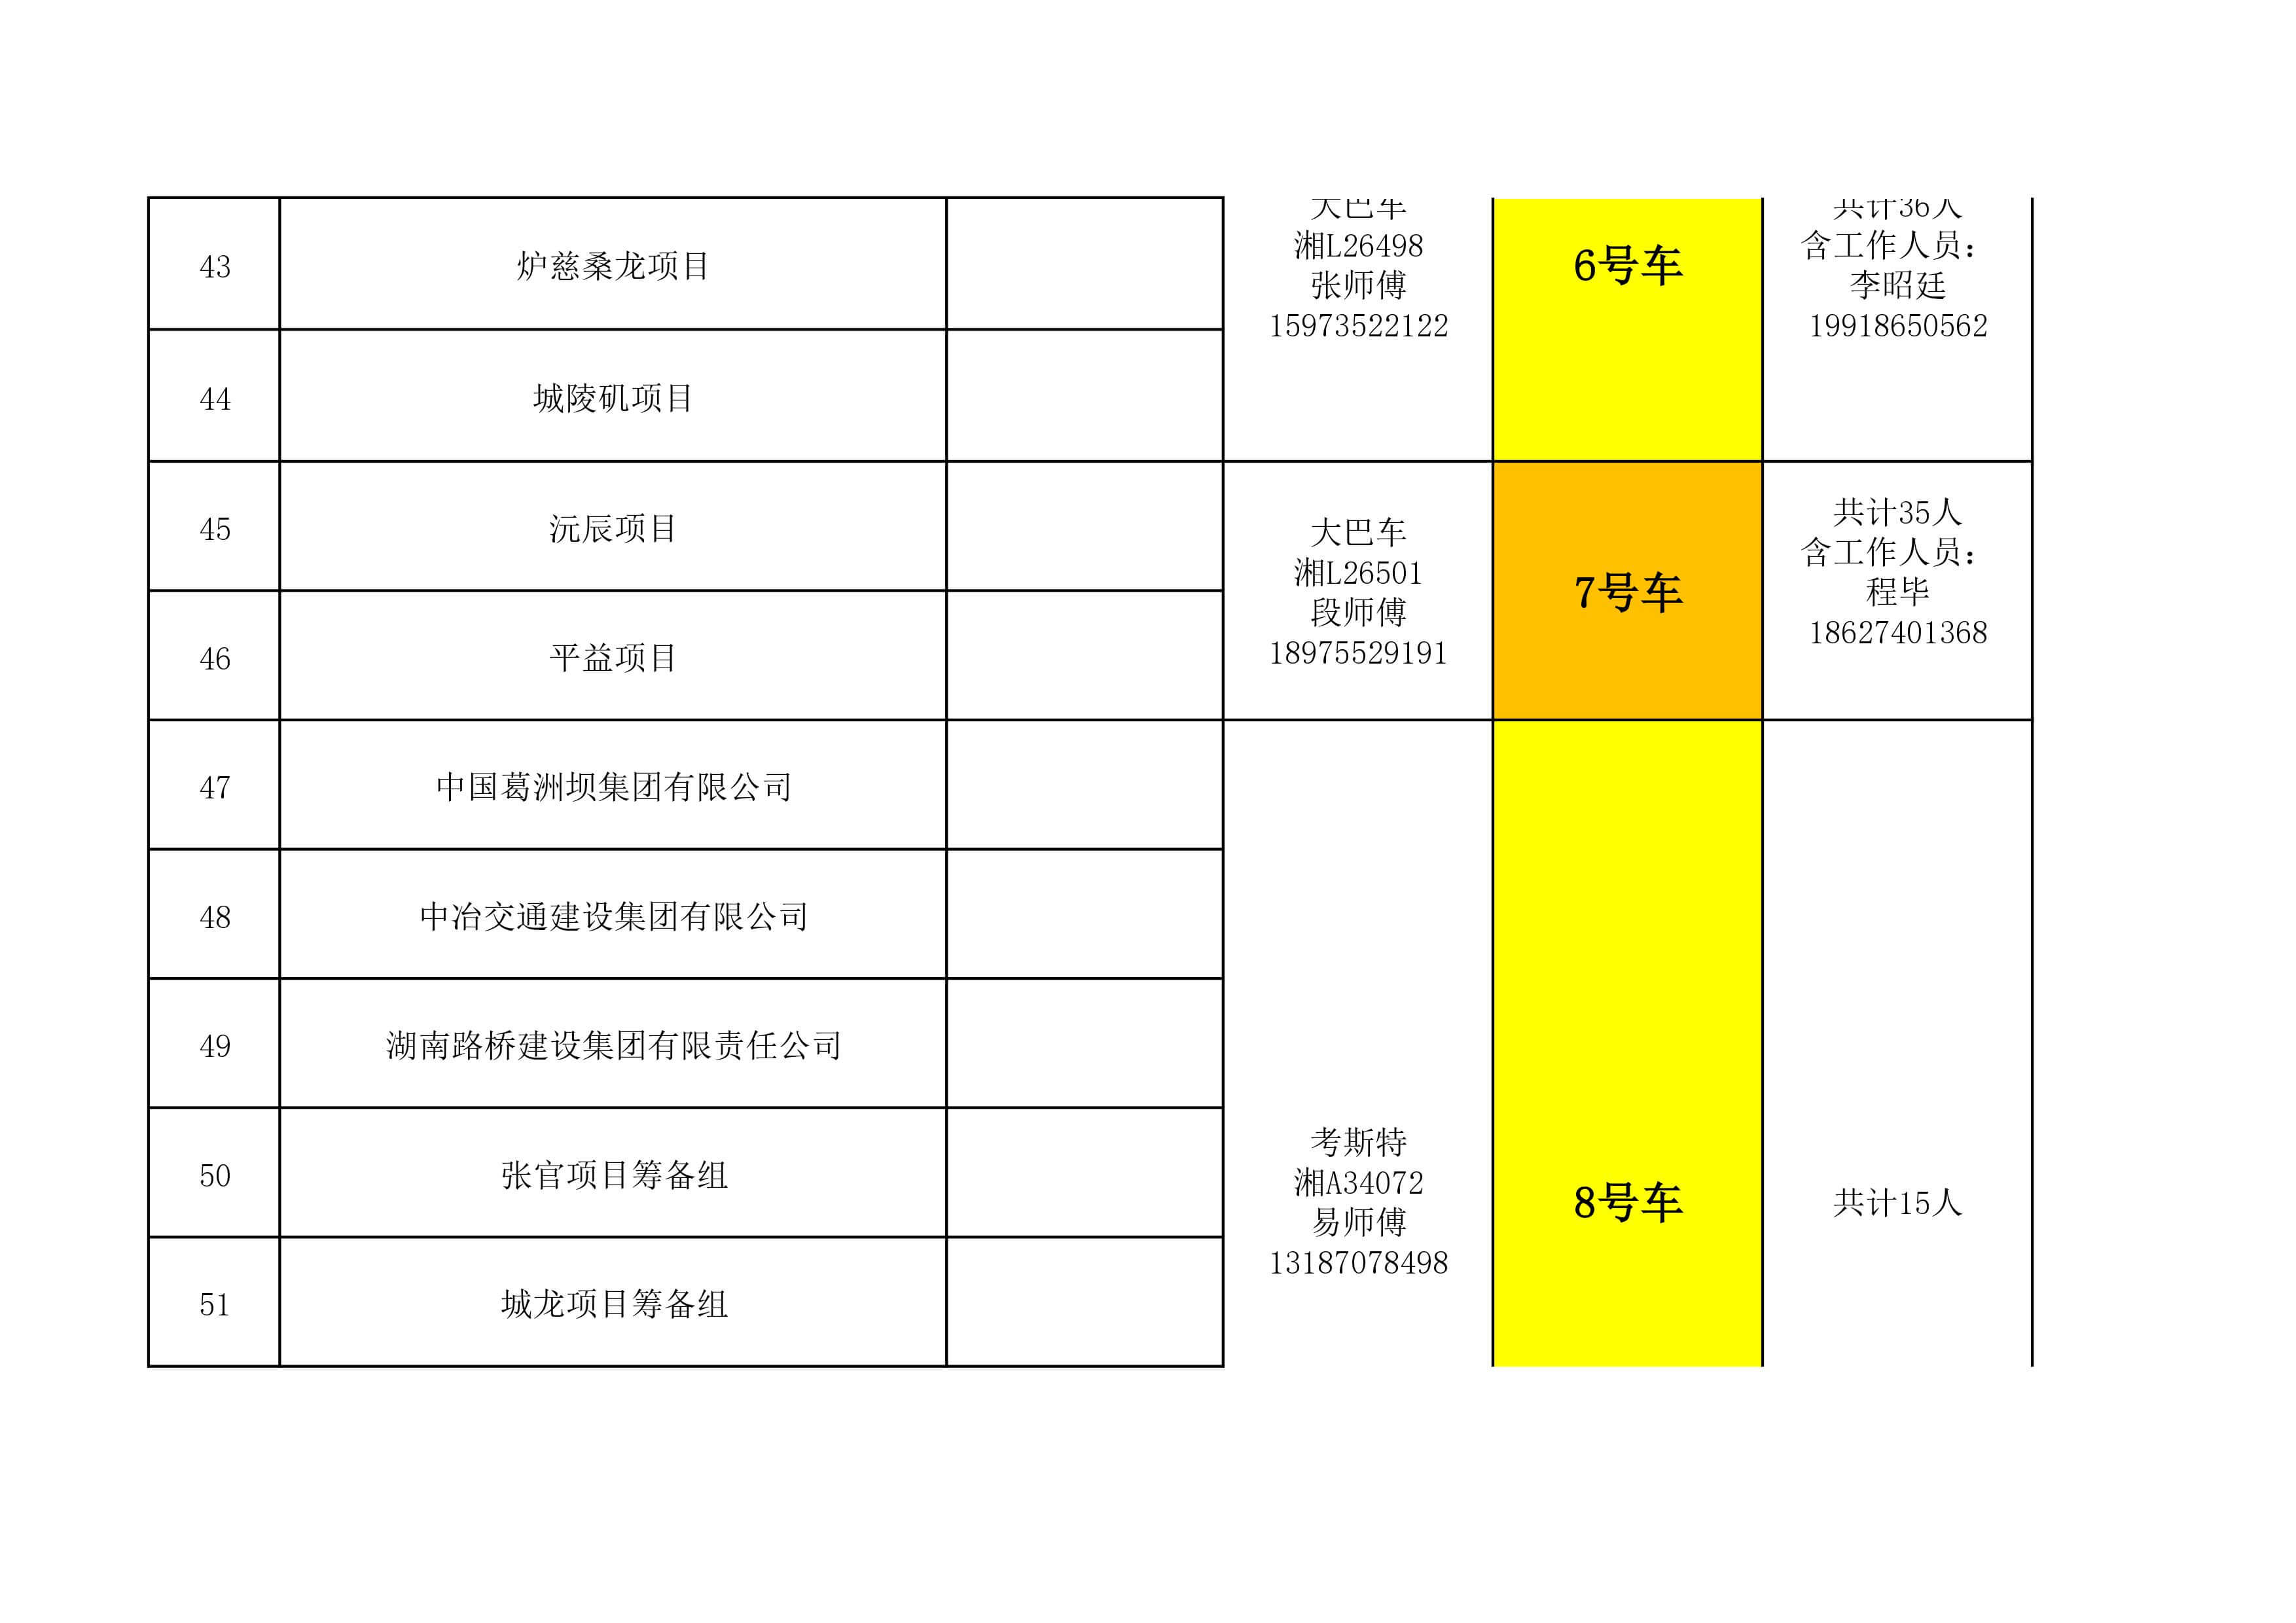 43
炉慈桑龙项目
大巴车
湘L26498
张师傅
15973522122
6号车
共计36人
含工作人员：
李昭廷
19918650562
44
城陵矶项目
45
沅辰项目
大巴车
湘L26501
段师傅
18975529191
7号车
共计35人
含工作人员：
程毕
18627401368
46
平益项目
47
中国葛洲坝集团有限公司
48
中冶交通建设集团有限公司
49
湖南路桥建设集团有限责任公司
50
张官项目筹备组
考斯特
湘A34072
易师傅
13187078498
8号车
共计15人
51
城龙项目筹备组